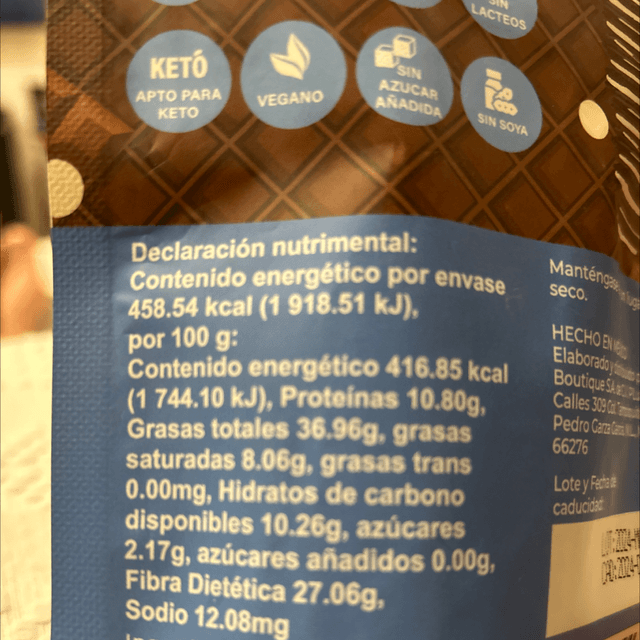 SIN
LACTEOS
KETÓ
APTO PARA
KETO
VEGANO
SIN
AZUCAR
AÑADIDA
SIN SOYA
Declaración nutrimental:
Contenido energético por envase
458.54 kcal (1 918.51 kJ),
por 100 g:
Contenido energético 416.85 kcal
(1 744.10 kJ), Proteínas 10.80g,
Grasas totales 36.96g, grasas
saturadas 8.06g, grasas trans
0.00mg, Hidratos de carbono
disponibles 10.26g, azúcares
2.17g, azúcares añadidos 0.00g,
Fibra Dietética 27.06g,
Sodio 12.08mg
seco.
HECHO EN
Elaborado y
Boutique SA
Calles 309 Col.
Pedro Garza
66276
Lote y Fecha de
caducidad